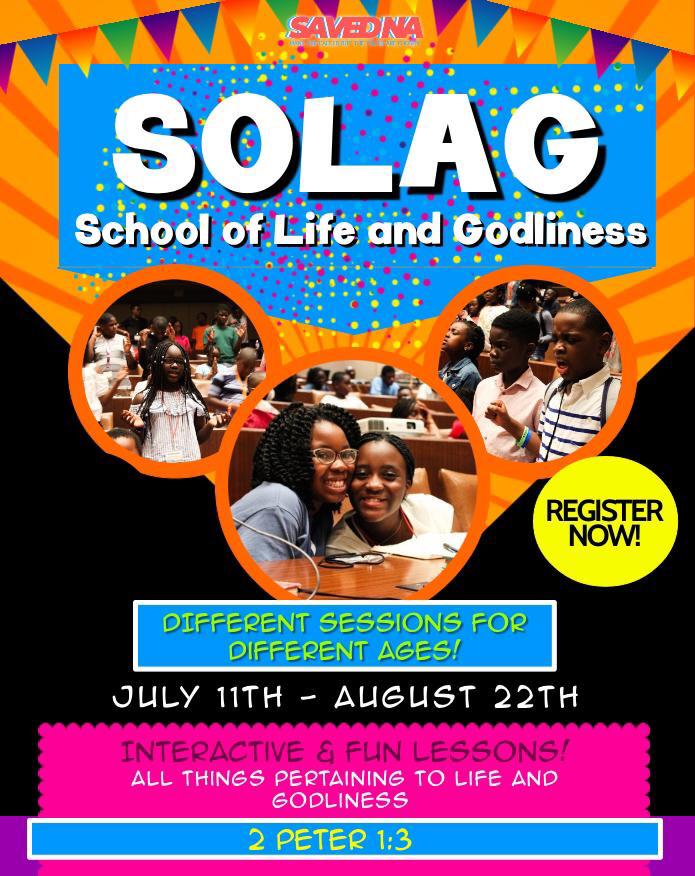 SAVEDNA
SOLAG
School of Life and Godliness
REGISTER
NOW!
DIFFERENT SESSIONS FOR
DIFFERENT AGES!
JULY 11TH - AUGUST 22TH
INTERACTIVE & FUN LESSONS!
ALL THINGS PERTAINING TO LIFE AND
GODLINESS
2 PETER 1:3